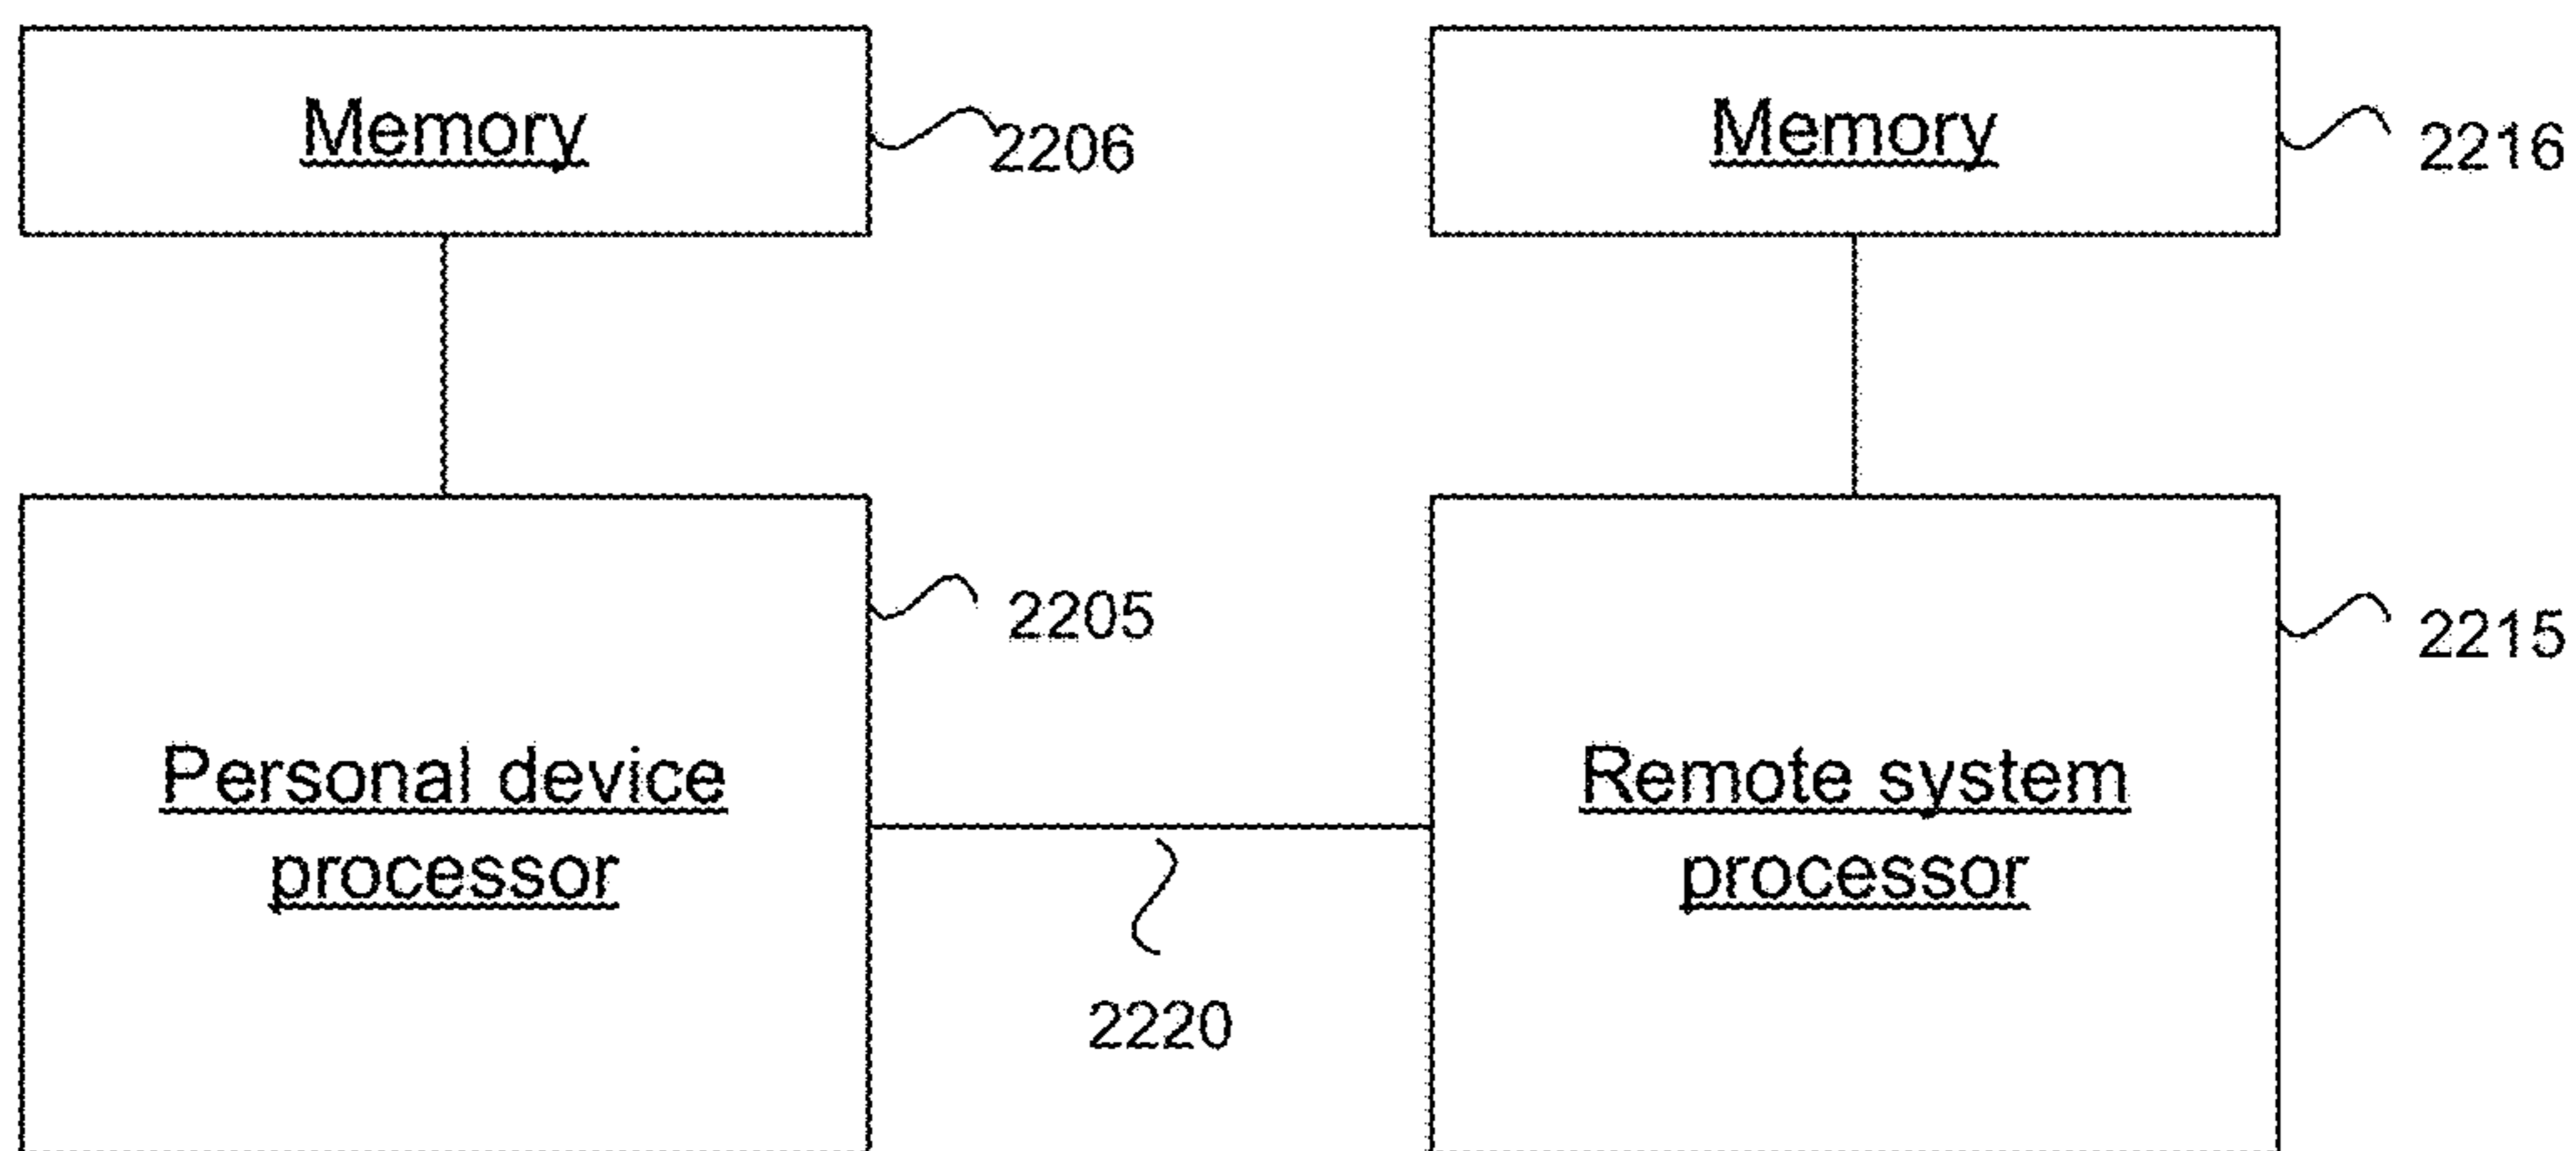 Memory
2206
Memory
2216
2205
2215
Personal device
processor
Remote system
processor
2220